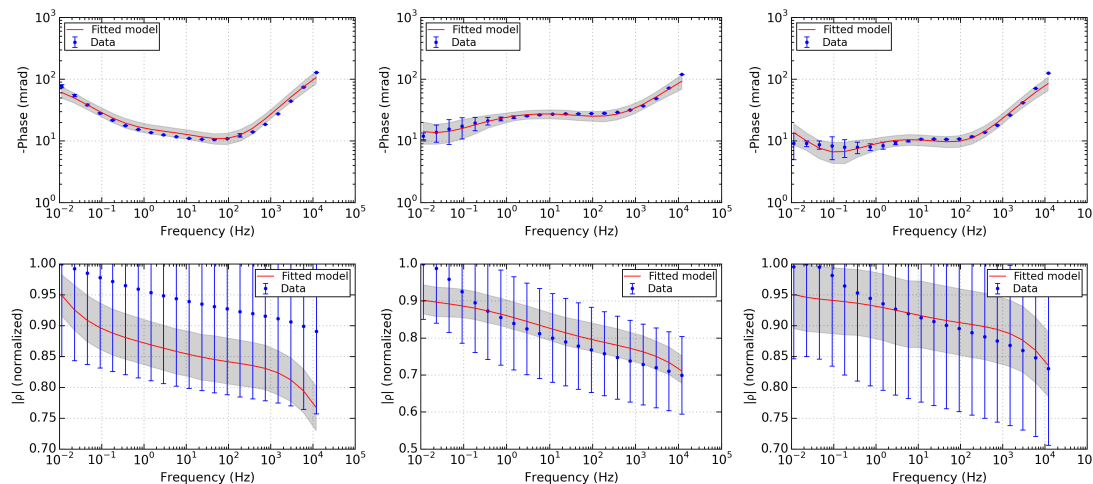 -Phase (mrad)
10³
10²
10¹
10⁰
Fitted model
Data
10⁻² 10⁻¹ 10⁰ 10¹ 10² 10³ 10⁴ 10⁵
Frequency (Hz)
-Phase (mrad)
10³
10²
10¹
10⁰
Fitted model
Data
10⁻² 10⁻¹ 10⁰ 10¹ 10² 10³ 10⁴ 10⁵
Frequency (Hz)
-Phase (mrad)
10³
10²
10¹
10⁰
Fitted model
Data
10⁻² 10⁻¹ 10⁰ 10¹ 10² 10³ 10⁴ 10
Frequency (Hz)
|ρ| (normalized)
1.00
0.95
0.90
0.85
0.80
0.75
0.70
Fitted model
Data
10⁻² 10⁻¹ 10⁰ 10¹ 10² 10³ 10⁴ 10⁵
Frequency (Hz)
|ρ| (normalized)
1.0
0.9
0.8
0.7
0.6
0.5
Fitted model
Data
10⁻² 10⁻¹ 10⁰ 10¹ 10² 10³ 10⁴ 10⁵
Frequency (Hz)
|ρ| (normalized)
1.00
0.95
0.90
0.85
0.80
0.75
0.70
Fitted model
Data
10⁻² 10⁻¹ 10⁰ 10¹ 10² 10³ 10⁴ 10
Frequency (Hz)